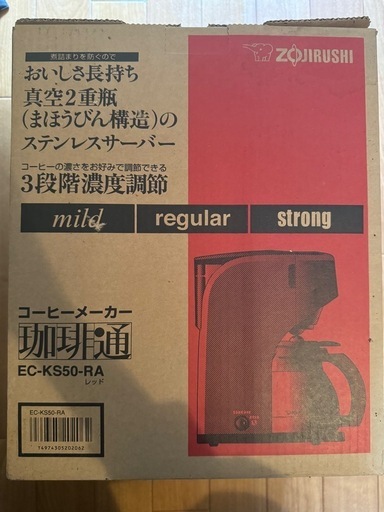 煮詰まりを防ぐので
おいしさ長持ち
真空2重瓶
(まほうびん構造)の
ステンレスサーバー
ZOJIRUSHI
コーヒーの濃さをお好みで調節できる
3段階濃度調節
mild
regular
strong
コーヒーメーカー
珈琲通
EC-KS50-RA
レッド
EC-KS50-RA